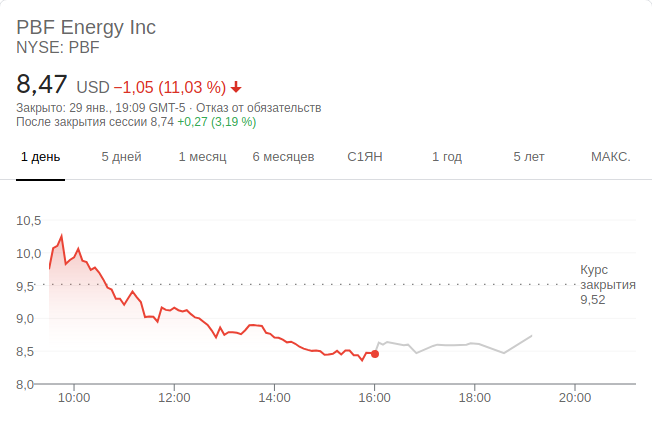 PBF Energy Inc
NYSE: PBF
8,47 USD −1,05 (11,03 %)
Закрыто: 29 янв., 19:09 GMT-5 · Отказ от обязательств
После закрытия сессии 8,74 +0,27 (3,19 %)
1 день 5 дней 1 месяц 6 месяцев С1ЯН 1 год 5 лет МАКС.
10,5
10,0
Курс
9,5 закрытия
9,52
9,0
8,5
8,0
10:00 12:00 14:00 16:00 18:00 20:00